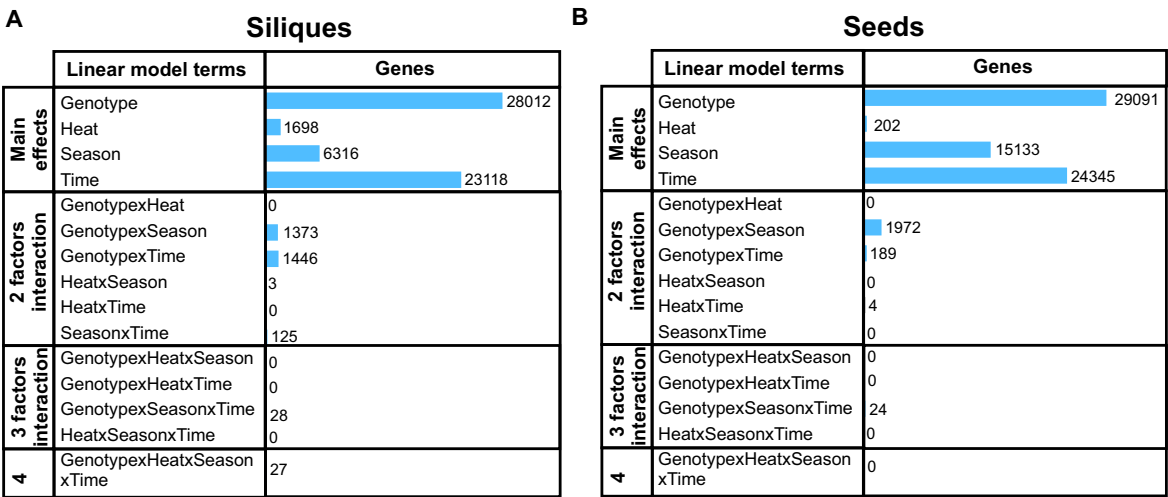 A
Siliques
Linear model terms Genes
Main effects
Genotype 28012
Heat 1698
Season 6316
Time 23118
2 factors interaction
GenotypexHeat 0
GenotypexSeason 1373
GenotypexTime 1446
HeatxSeason 3
HeatxTime 0
SeasonxTime 125
3 factors interaction
GenotypexHeatxSeason 0
GenotypexHeatxTime 0
GenotypexSeasonxTime 28
HeatxSeasonxTime 0
4
GenotypexHeatxSeason
xTime 27
B
Seeds
Linear model terms Genes
Main effects
Genotype 29091
Heat 202
Season 15133
Time 24345
2 factors interaction
GenotypexHeat 0
GenotypexSeason 1972
GenotypexTime 189
HeatxSeason 0
HeatxTime 4
SeasonxTime 0
3 factors interaction
GenotypexHeatxSeason 0
GenotypexHeatxTime 0
GenotypexSeasonxTime 24
HeatxSeasonxTime 0
4
GenotypexHeatxSeason
xTime 0